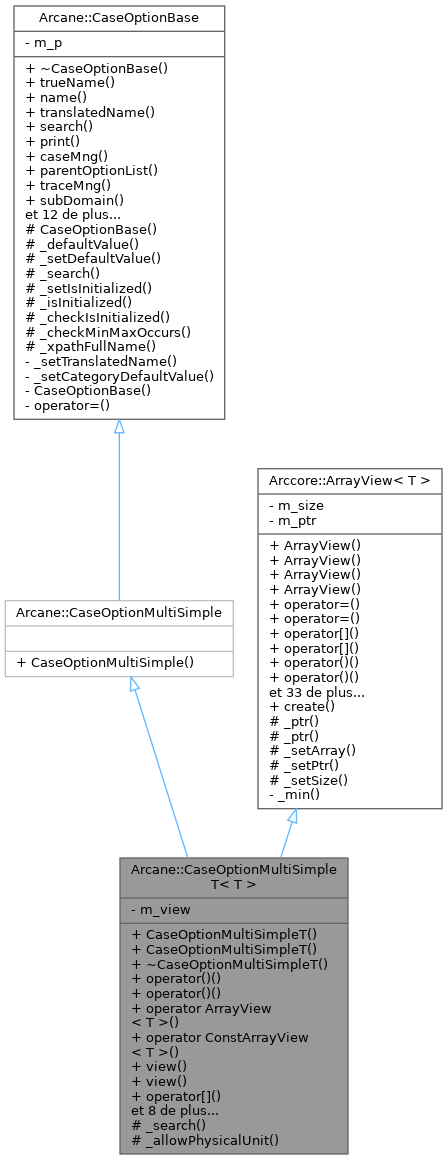 Arcane::CaseOptionBase
- m_p
+ ~CaseOptionBase()
+ trueName()
+ name()
+ translatedName()
+ search()
+ print()
+ caseMng()
+ parentOptionList()
+ traceMng()
+ subDomain()
et 12 de plus...
# CaseOptionBase()
# _defaultValue()
# _setDefaultValue()
# _search()
# _setIsInitialized()
# _isInitialized()
# _checkIsInitialized()
# _checkMinMaxOccurs()
# _xpathFullName()
- _setTranslatedName()
- _setCategoryDefaultValue()
- CaseOptionBase()
- operator=()
Arccore::ArrayView< T >
- m_size
- m_ptr
+ ArrayView()
+ ArrayView()
+ ArrayView()
+ ArrayView()
+ operator=()
+ operator=()
+ operator[]()
+ operator[]()
+ operator()()
+ operator()()
et 33 de plus...
+ create()
# _ptr()
# _ptr()
# _setArray()
# _setPtr()
# _setSize()
- _min()
Arcane::CaseOptionMultiSimple
+ CaseOptionMultiSimple()
Arcane::CaseOptionMultiSimple
T< T >
- m_view
+ CaseOptionMultiSimpleT()
+ CaseOptionMultiSimpleT()
+ ~CaseOptionMultiSimpleT()
+ operator()()
+ operator()()
+ operator ArrayView
< T >()
+ operator ConstArrayView
< T >()
+ view()
+ view()
+ operator[]()
et 8 de plus...
# _search()
# _allowPhysicalUnit()